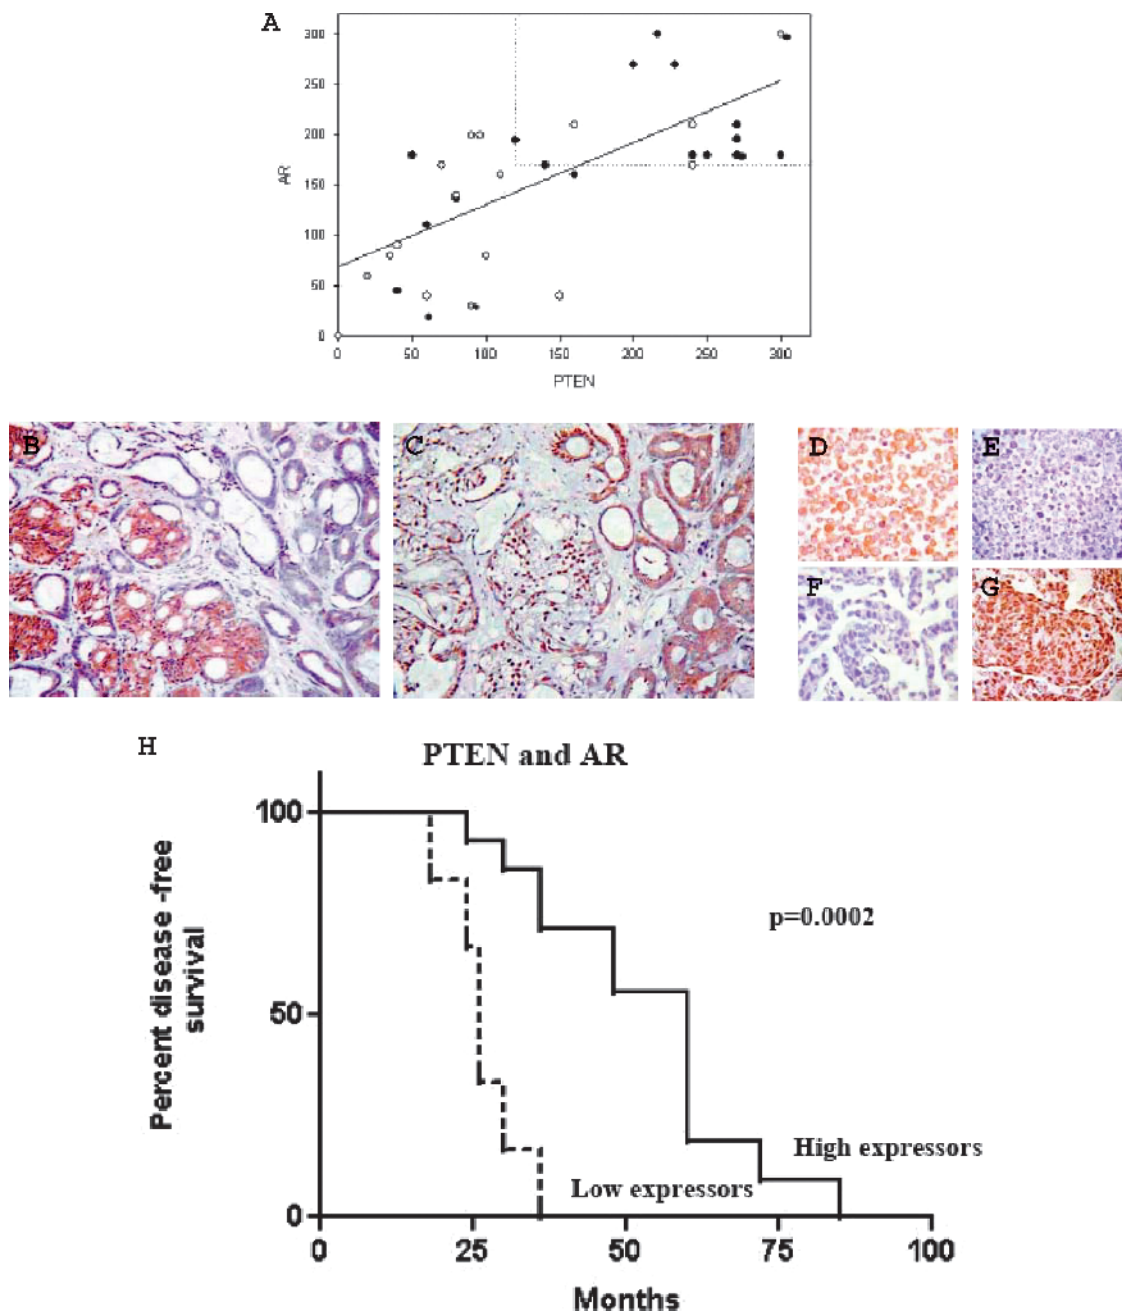 A
300
250
200
150
100
50
0
AR
0 50 100 150 200 250 300
PTEN
B
C
D
E
F
G
H
PTEN and AR
Percent disease -free
survival
100
50
0
p=0.0002
High expressors
Low expressors
0 25 50 75 100
Months